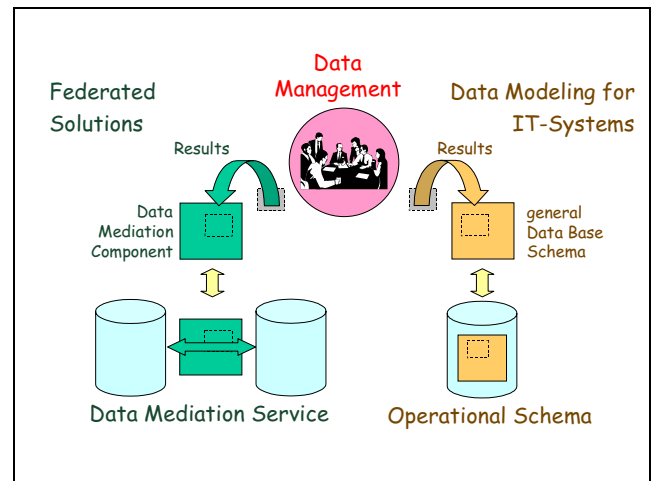 Data
Management
Federated
Solutions
Data Modeling for
IT-Systems
Results
Results
Data
Mediation
Component
general
Data Base
Schema
Data Mediation Service
Operational Schema